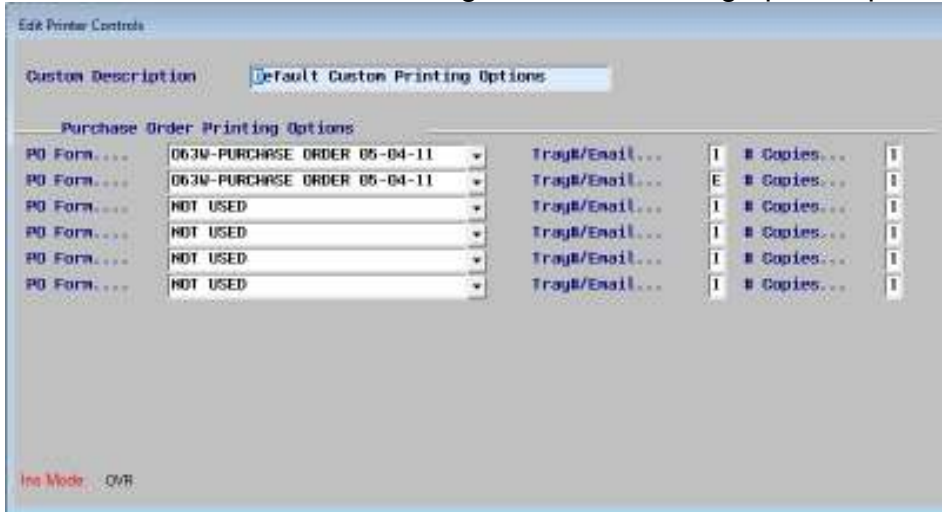 Edit Printer Controls
Custom Description Default Custom Printing Options
Purchase Order Printing Options
PO Form.... 063W-PURCHASE ORDER 05-04-11 Tray#/Email... 1 # Copies... 1
PO Form.... 063W-PURCHASE ORDER 05-04-11 Tray#/Email... E # Copies... 1
PO Form.... NOT USED Tray#/Email... 1 # Copies... 1
PO Form.... NOT USED Tray#/Email... 1 # Copies... 1
PO Form.... NOT USED Tray#/Email... 1 # Copies... 1
PO Form.... NOT USED Tray#/Email... 1 # Copies... 1
Ins Mode: OVR